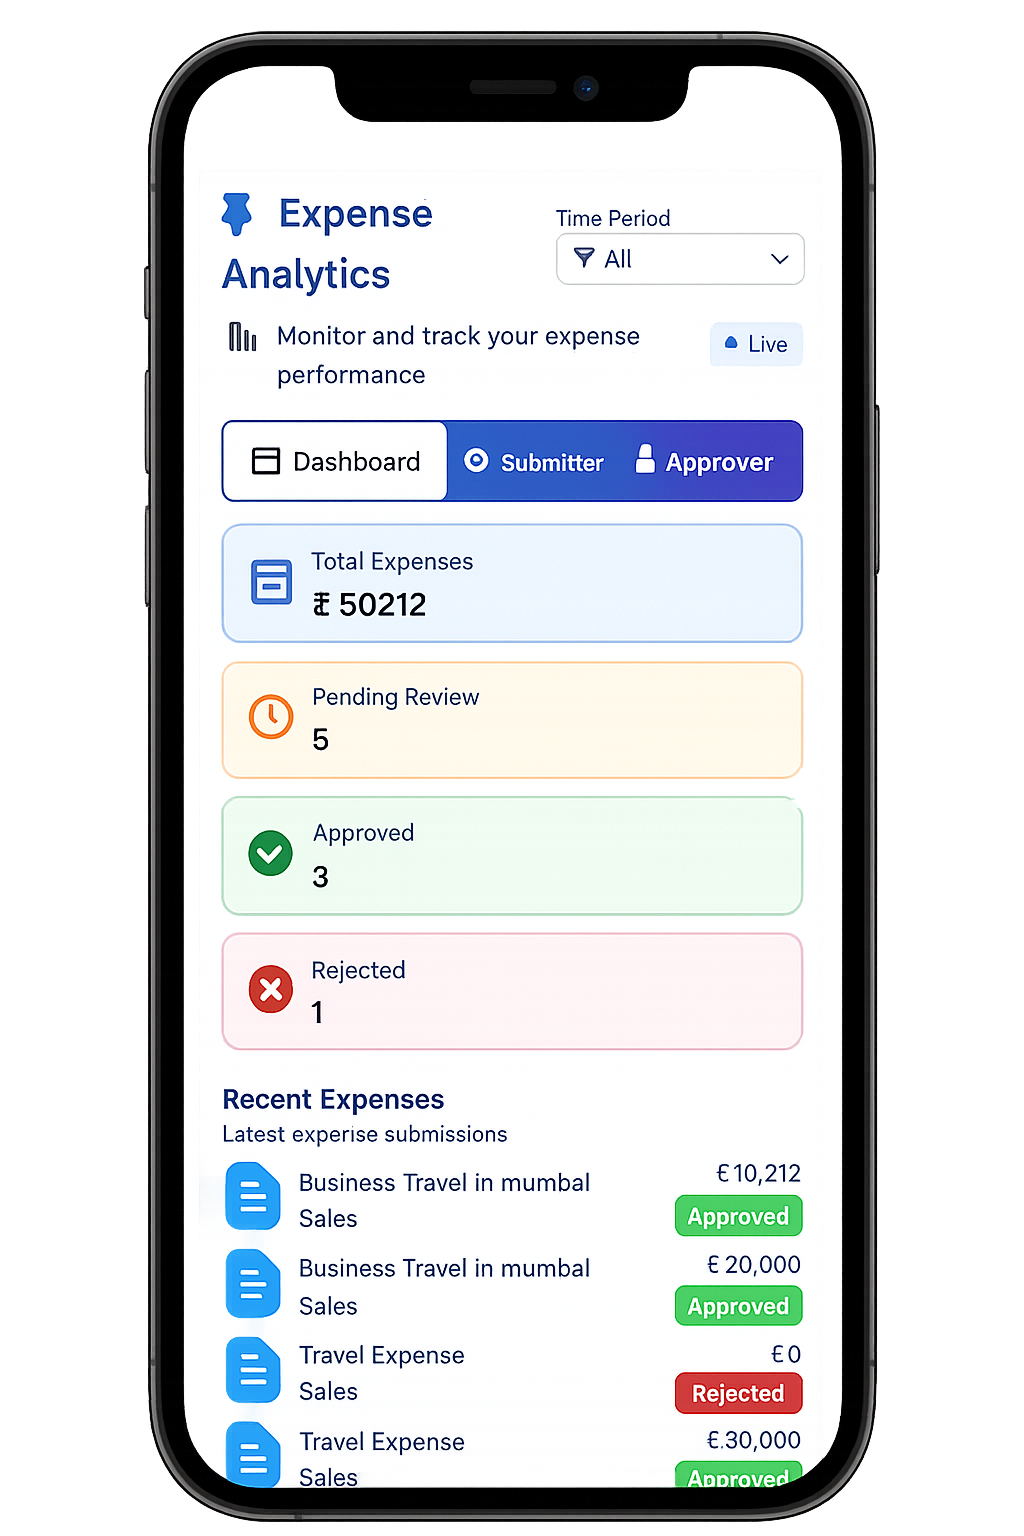 Expense
Analytics
Time Period
All
Monitor and track your expense
performance
Live
Dashboard
Submitter
Approver
Total Expenses
₹ 50212
Pending Review
5
Approved
3
Rejected
1
Recent Expenses
Latest experise submissions
Business Travel in mumbal
€10,212
Sales
Approved
Business Travel in mumbal
€ 20,000
Sales
Approved
Travel Expense
€0
Sales
Rejected
Travel Expense
€.30,000
Sales
Approved